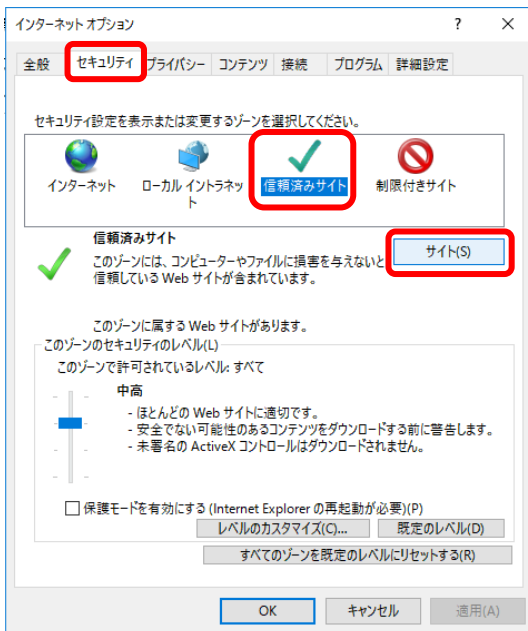 インターネット オプション ? ×
全般 セキュリティ プライバシー コンテンツ 接続 プログラム 詳細設定
セキュリティ設定を表示または変更するゾーンを選択してください。
インターネット ローカル イントラネッ 信頼済みサイト 制限付きサイト
ト
信頼済みサイト
このゾーンには、コンピューターやファイルに損害を与えないと
信頼している Web サイトが含まれています。
サイト(S)
このゾーンに属する Web サイトがあります。
このゾーンのセキュリティのレベル(L)
このゾーンで許可されているレベル: すべて
中高
- ほとんどの Web サイトに適切です。
- 安全でない可能性のあるコンテンツをダウンロードする前に警告します。
- 未署名の ActiveX コントロールはダウンロードされません。
保護モードを有効にする (Internet Explorer の再起動が必要)(P)
レベルのカスタマイズ(C)... 既定のレベル(D)
すべてのゾーンを既定のレベルにリセットする(R)
OK キャンセル 適用(A)